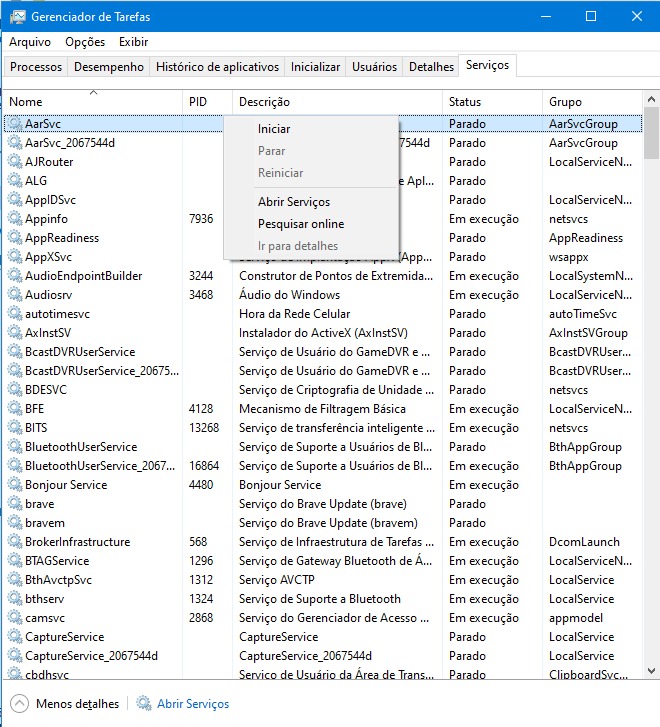 Gerenciador de Tarefas
Arquivo Opções Exibir
Processos Desempenho Histórico de aplicativos Inicializar Usuários Detalhes Serviços
Nome PID Descrição Status Grupo
AarSvc Parado AarSvcGroup
Iniciar
Parar
Reiniciar
Abrir Serviços
Pesquisar online
Ir para detalhes
AarSvc_2067544d Parado AarSvcGroup
AJRouter Parado LocalServiceN...
ALG e Apl... Parado
AppIDSvc Parado LocalServiceN...
Appinfo 7936 Em execução netsvcs
AppReadiness Parado AppReadiness
AppXSvc Parado wsappx
AudioEndpointBuilder 3244 Construtor de Pontos de Extremida... Em execução LocalSystemN...
Audiosrv 3468 Áudio do Windows Em execução LocalServiceN...
autotimesvc Hora da Rede Celular Parado autoTimeSvc
AxInstSV Instalador do ActiveX (AxInstSV) Parado AxInstSVGroup
BcastDVRUserService Serviço de Usuário do GameDVR e ... Parado BcastDVRUser...
BcastDVRUserService_20675... Serviço de Usuário do GameDVR e ... Parado BcastDVRUser...
BDESVC Serviço de Criptografia de Unidade ... Parado netsvcs
BFE 4128 Mecanismo de Filtragem Básica Em execução LocalServiceN...
BITS 13268 Serviço de transferência inteligente ... Em execução netsvcs
BluetoothUserService Serviço de Suporte a Usuários de Bl... Parado BthAppGroup
BluetoothUserService_2067... 16864 Serviço de Suporte a Usuários de Bl... Em execução BthAppGroup
Bonjour Service 4480 Bonjour Service Em execução
brave Serviço do Brave Update (brave) Parado
bravem Serviço do Brave Update (bravem) Parado
BrokerInfrastructure 568 Serviço de Infraestrutura de Tarefas ... Em execução DcomLaunch
BTAGService 1296 Serviço de Gateway Bluetooth de Á... Em execução LocalServiceN...
BthAvctpSvc 1312 Serviço AVCTP Em execução LocalService
bthserv 1324 Serviço de Suporte a Bluetooth Em execução LocalService
camsvc 2868 Serviço do Gerenciador de Acesso ... Em execução appmodel
CaptureService CaptureService Parado LocalService
CaptureService_2067544d CaptureService_2067544d Parado LocalService
cbdhsvc Serviço de Usuário da Área de Trans... Parado ClipboardSvc...
Menos detalhes Abrir Serviços